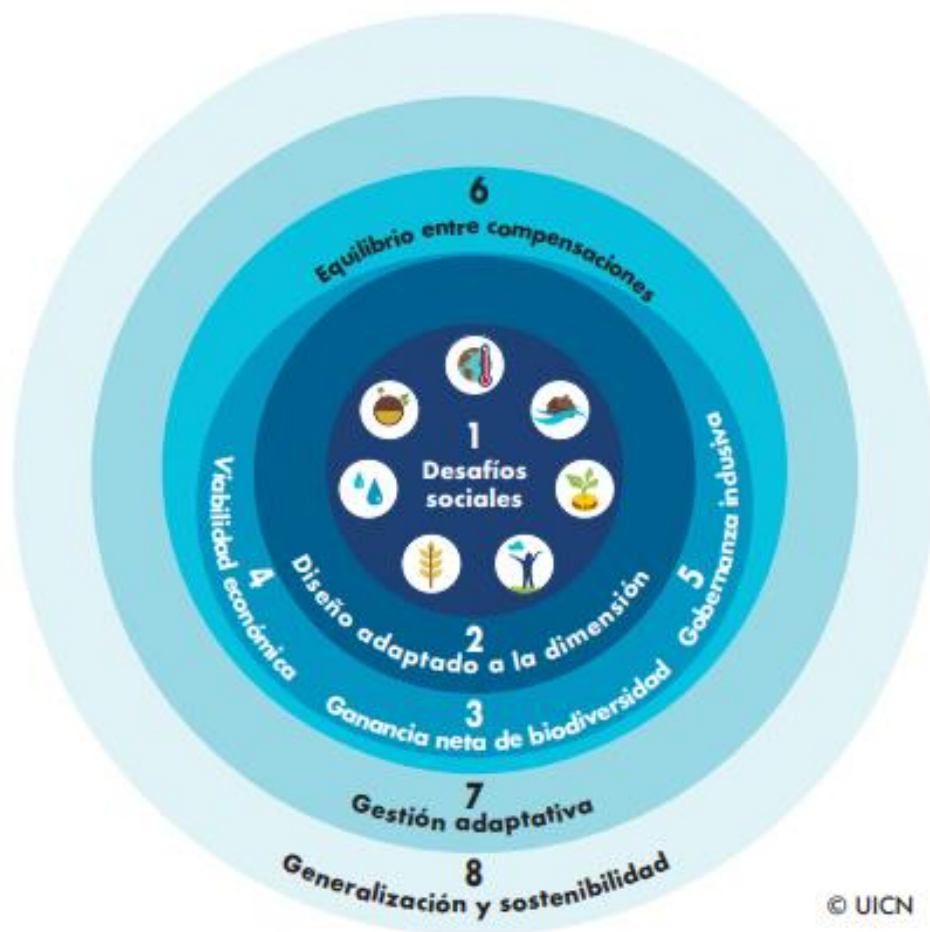 6
Equilibrio entre compensaciones
1
Desafíos
sociales
Viabilidad económica
4
5
Gobernanza inclusiva
2
Diseño adaptado a la dimensión
3
Ganancia neta de biodiversidad
7
Gestión adaptativa
8
Generalización y sostenibilidad
© UICN